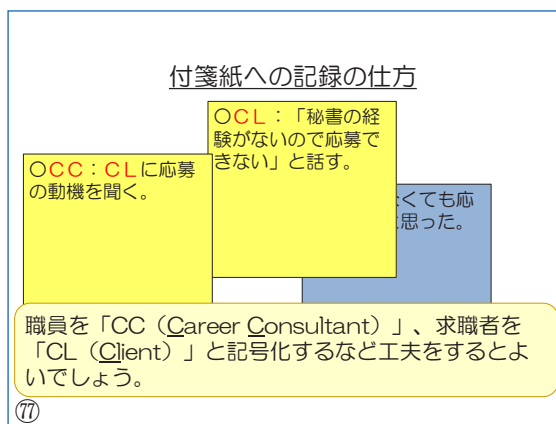 付箋紙への記録の仕方
〇CL:「秘書の経
験がないので応募で
きない」と話す。
〇CC:CLに応募
の動機を聞く。
くても応
思った。
職員を「CC(Career Consultant)」、求職者を
「CL(Client)」と記号化するなど工夫をするとよ
いでしょう。
㊼